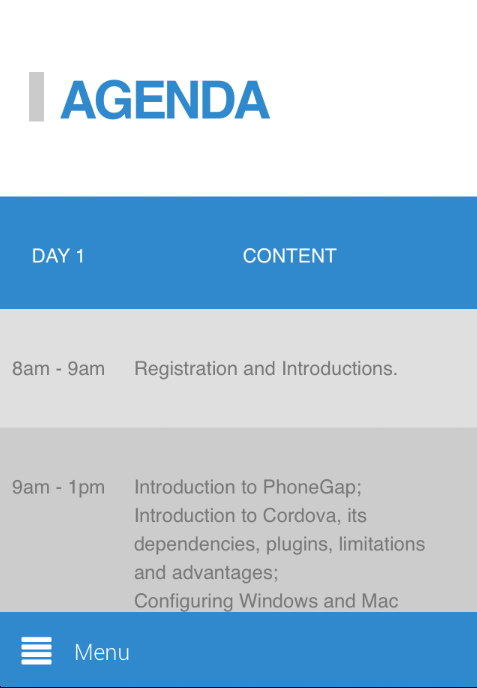 AGENDA
DAY 1 CONTENT
8am - 9am Registration and Introductions.
9am - 1pm Introduction to PhoneGap;
Introduction to Cordova, its
dependencies, plugins, limitations
and advantages;
Configuring Windows and Mac
Menu